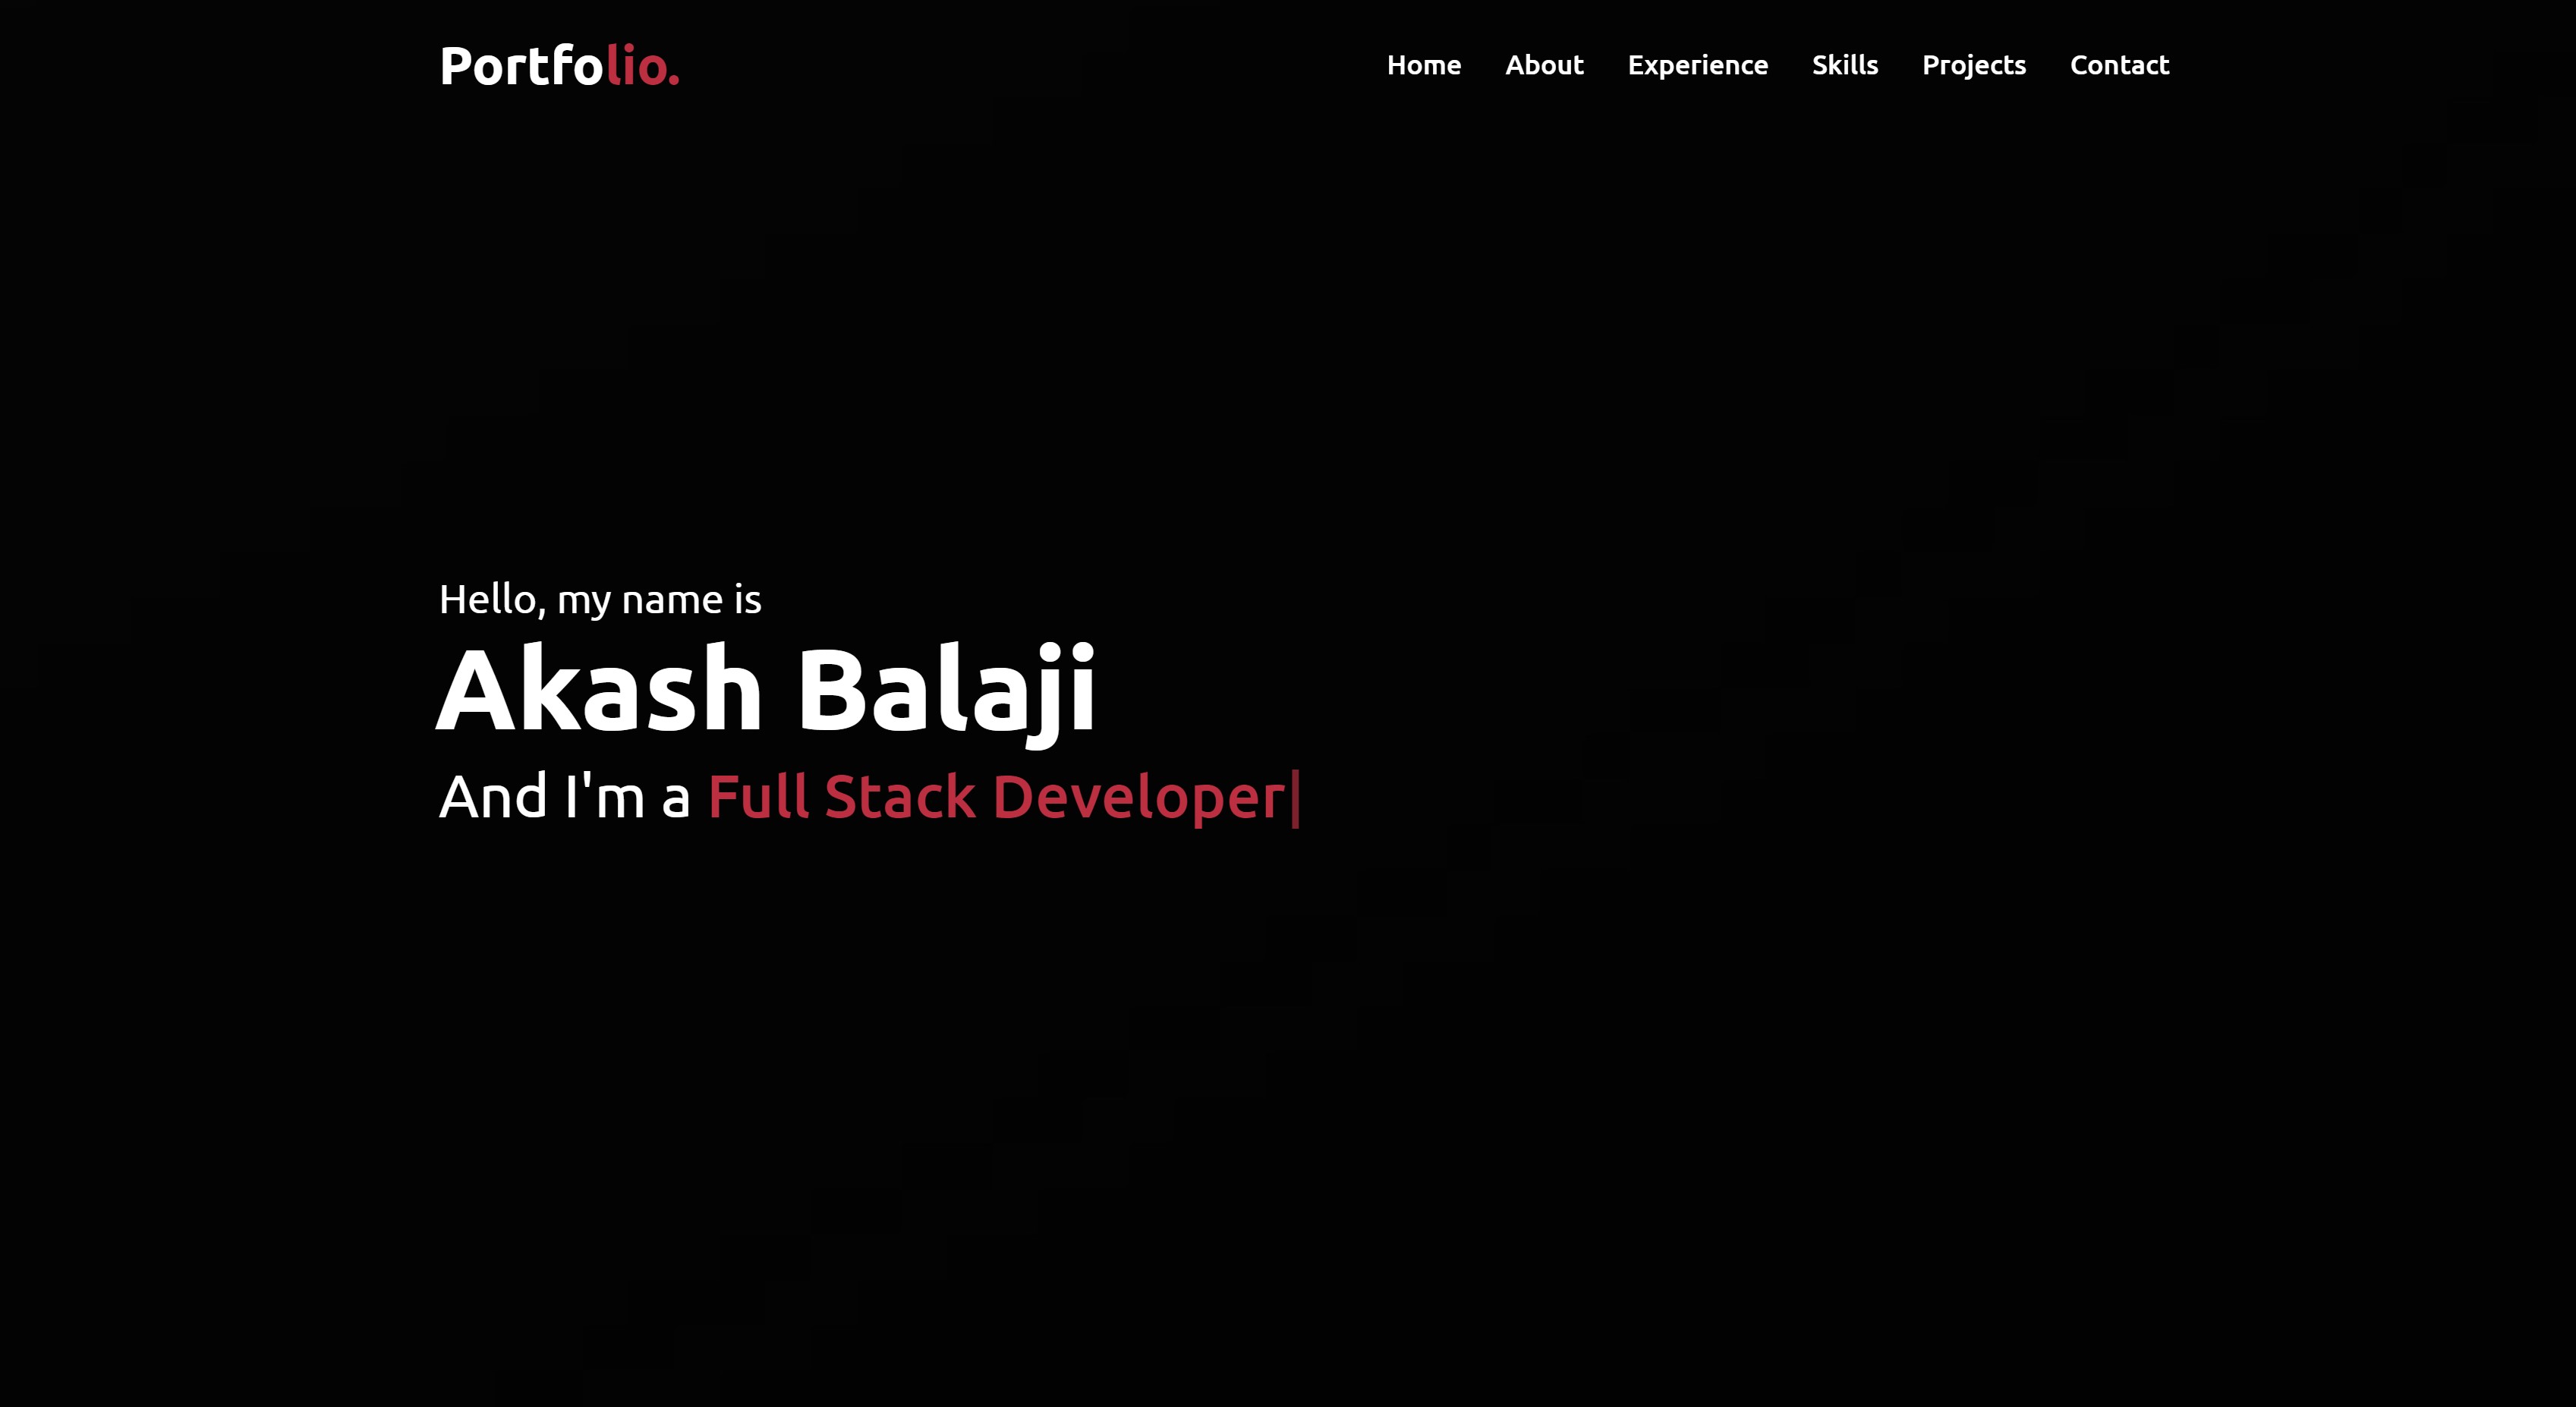 Portfolio.
Home About Experience Skills Projects Contact
Hello, my name is
Akash Balaji
And I'm a Full Stack Developer|